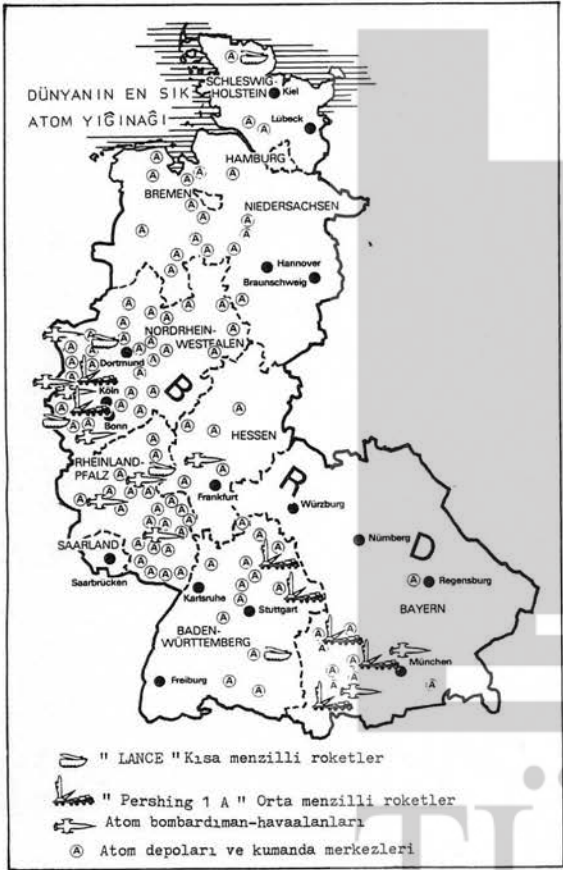 DÜNYANIN EN SIK
ATOM YIĞINAĞI
SCHLESWIG-
HOLSTEIN
Kiel
Lübeck
HAMBURG
BREMEN
NIEDERSACHSEN
Hannover
Braunschweig
NORDRHEIN-
WESTFALEN
Dortmund
Köln
Bonn
B
HESSEN
RHEINLAND-
PFALZ
Frankfurt
R
Würzburg
SAARLAND
Saarbrücken
Nürnberg
D
Regensburg
BAYERN
Karlsruhe
Stuttgart
BADEN-
WÜRTTEMBERG
Freiburg
München
" LANCE " Kısa menzilli roketler
" Pershing 1 A " Orta menzilli roketler
Atom bombardıman-havaalanları
A Atom depoları ve kumanda merkezleri